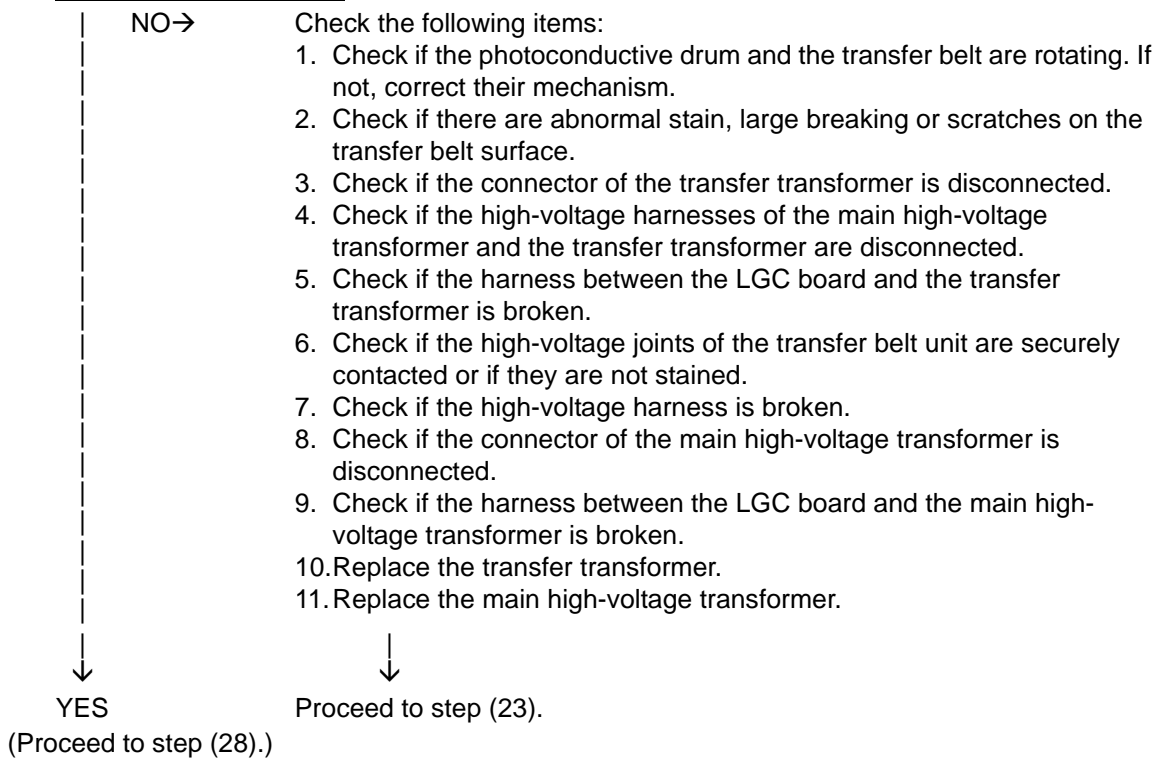 NO→ Check the following items:
1. Check if the photoconductive drum and the transfer belt are rotating. If
not, correct their mechanism.
2. Check if there are abnormal stain, large breaking or scratches on the
transfer belt surface.
3. Check if the connector of the transfer transformer is disconnected.
4. Check if the high-voltage harnesses of the main high-voltage
transformer and the transfer transformer are disconnected.
5. Check if the harness between the LGC board and the transfer
transformer is broken.
6. Check if the high-voltage joints of the transfer belt unit are securely
contacted or if they are not stained.
7. Check if the high-voltage harness is broken.
8. Check if the connector of the main high-voltage transformer is
disconnected.
9. Check if the harness between the LGC board and the main high-
voltage transformer is broken.
10.Replace the transfer transformer.
11.Replace the main high-voltage transformer.
YES Proceed to step (23).
(Proceed to step (28).)